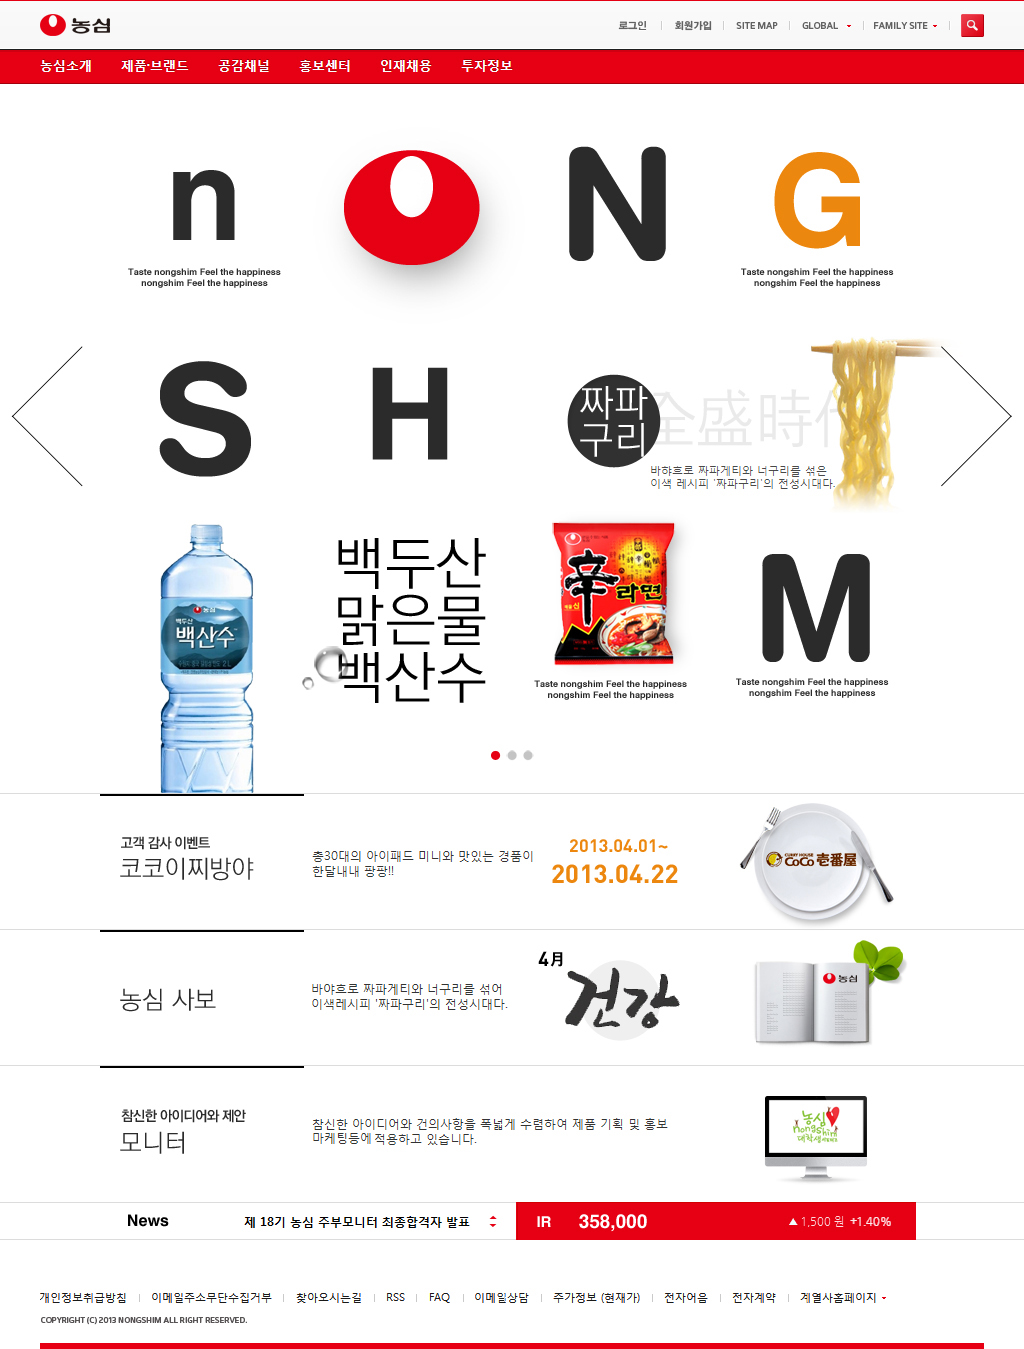 농심
로그인 회원가입 SITE MAP GLOBAL FAMILY SITE
농심소개 제품·브랜드 공감채널 홍보센터 인재채용 투자정보
n N G
Taste nongshim Feel the happiness
nongshim Feel the happiness
Taste nongshim Feel the happiness
nongshim Feel the happiness
S H
짜파
구리
全盛時代
바햐흐로 짜파게티와 너구리를 섞은
이색 레시피 '짜파구리'의 전성시대다.
농심
백두산
백산수
2L
백두산
맑은물
백산수
辛
라면
농심
M
Taste nongshim Feel the happiness
nongshim Feel the happiness
Taste nongshim Feel the happiness
nongshim Feel the happiness
고객 감사 이벤트
코코이찌방야
총30대의 아이패드 미니와 맛있는 경품이
한달내내 팡팡!!
2013.04.01~
2013.04.22
CURRY HOUSE
CoCo 壱番屋
농심 사보
바야흐로 짜파게티와 너구리를 섞어
이색레시피 '짜파구리'의 전성시대다.
4月
건강
농심
참신한 아이디어와 제안
모니터
참신한 아이디어와 건의사항을 폭넓게 수렴하여 제품 기획 및 홍보
마케팅등에 적용하고 있습니다.
농심
nongshim
News 제 18기 농심 주부모니터 최종합격자 발표 IR 358,000 ▲ 1,500 원 +1.40%
개인정보취급방침 이메일주소무단수집거부 찾아오시는길 RSS FAQ 이메일상담 주가정보 (현재가) 전자어음 전자계약 계열사홈페이지
COPYRIGHT (C) 2013 NONGSHIM ALL RIGHT RESERVED.